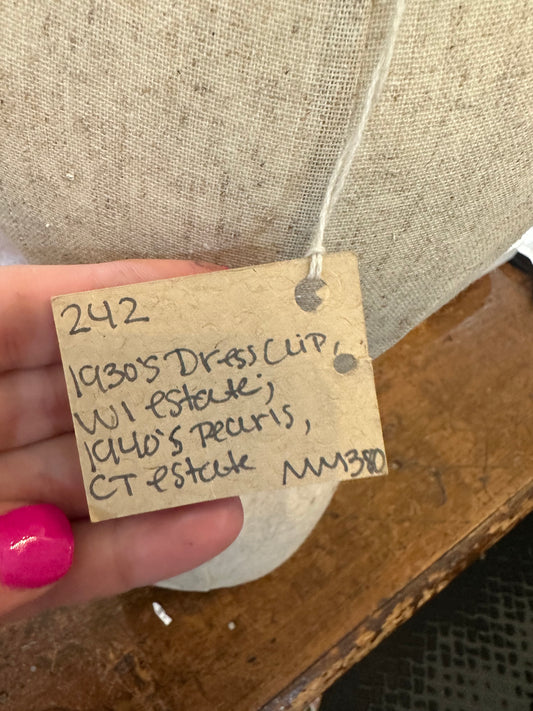 242
1930's Dress Clip,
WI estate;
1940's pearls,
CT estate MM380